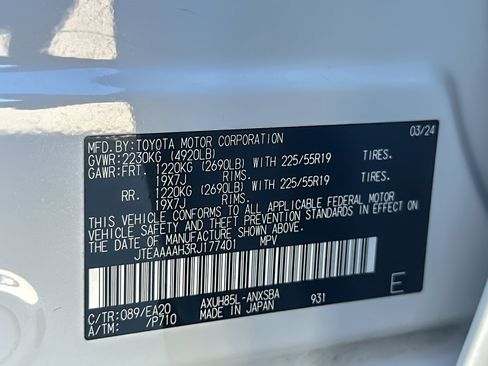 MFD.BY:TOYOTA MOTOR CORPORATION 03/24
GVWR:2230KG (4920LB)
GAWR:FRT. 1220KG (2690LB) WITH 225/55R19 TIRES.
19X7J RIMS.
RR. 1220KG (2690LB) WITH 225/55R19 TIRES.
19X7J RIMS.
THIS VEHICLE CONFORMS TO ALL APPLICABLE FEDERAL MOTOR
VEHICLE SAFETY AND THEFT PREVENTION STANDARDS IN EFFECT
ON THE DATE OF MANUFACTURE SHOWN ABOVE.
JTEAAAAH3RJ177401 MPV
C/TR:089/EA20 AXUH85L-ANXSBA 931 E
A/TM: /P710 MADE IN JAPAN